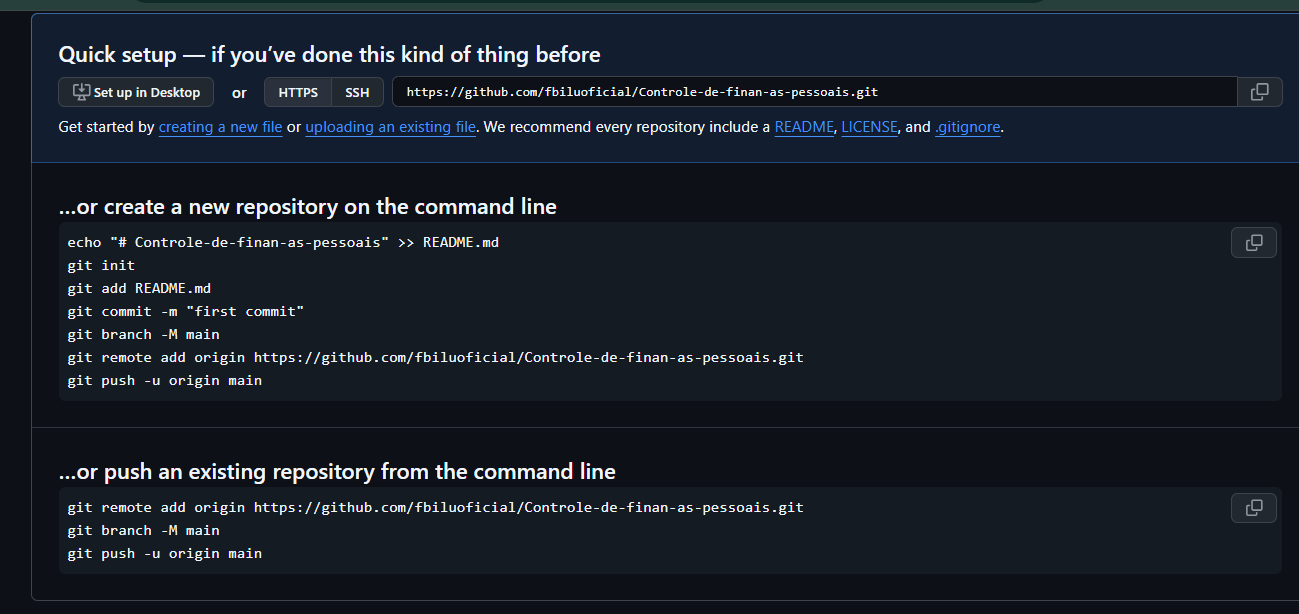 Quick setup — if you’ve done this kind of thing before
Set up in Desktop or HTTPS SSH https://github.com/fbiluoficial/Controle-de-finan-as-pessoais.git
Get started by creating a new file or uploading an existing file. We recommend every repository include a README, LICENSE, and .gitignore.
...or create a new repository on the command line
echo "# Controle-de-finan-as-pessoais" >> README.md
git init
git add README.md
git commit -m "first commit"
git branch -M main
git remote add origin https://github.com/fbiluoficial/Controle-de-finan-as-pessoais.git
git push -u origin main
...or push an existing repository from the command line
git remote add origin https://github.com/fbiluoficial/Controle-de-finan-as-pessoais.git
git branch -M main
git push -u origin main